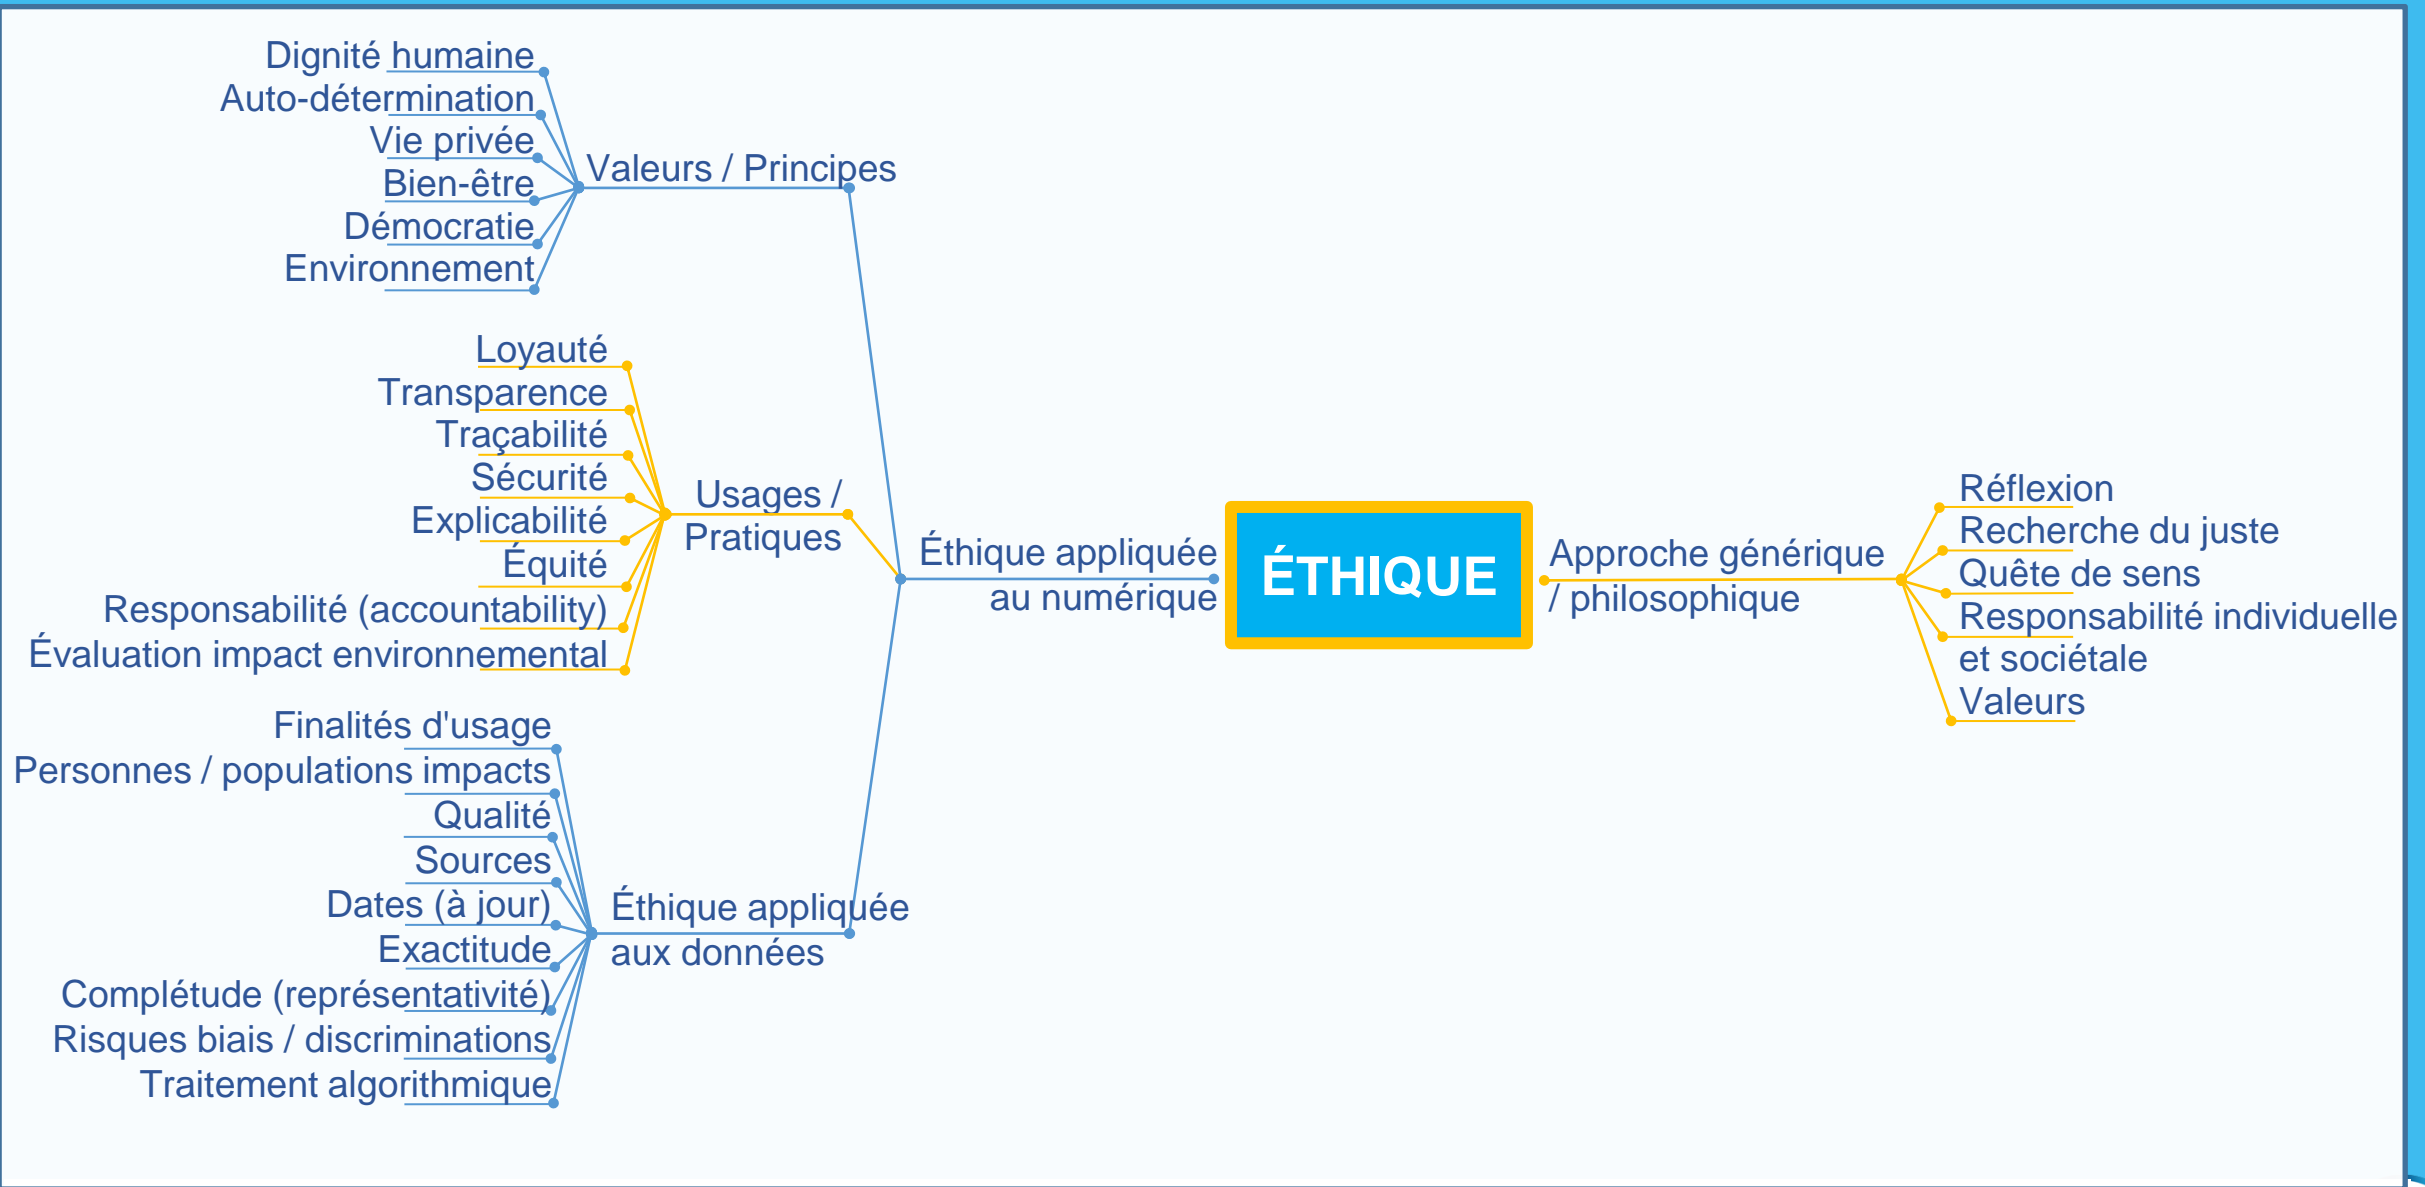 Dignité humaine
Auto-détermination
Vie privée
Bien-être
Démocratie
Environnement
Valeurs / Principes
Loyauté
Transparence
Traçabilité
Sécurité
Explicabilité
Équité
Responsabilité (accountability)
Évaluation impact environnemental
Usages /
Pratiques
Finalités d'usage
Personnes / populations impacts
Qualité
Sources
Dates (à jour)
Exactitude
Complétude (représentativité)
Risques biais / discriminations
Traitement algorithmique
Éthique appliquée
aux données
Éthique appliquée
au numérique
ÉTHIQUE
Approche générique
/ philosophique
Réflexion
Recherche du juste
Quête de sens
Responsabilité individuelle
et sociétale
Valeurs